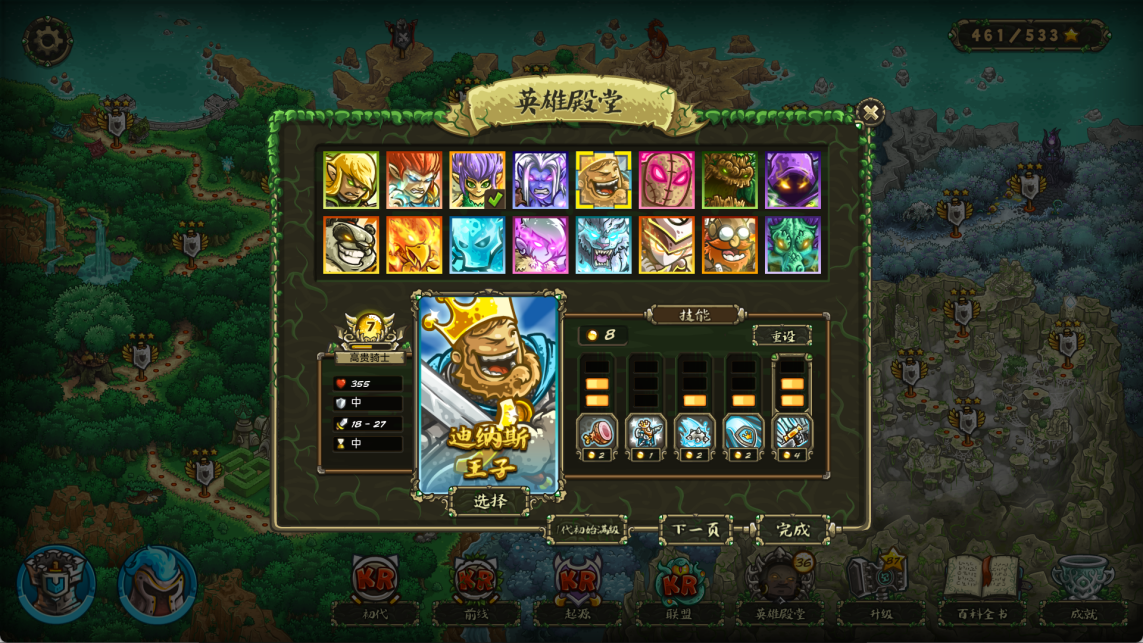 461/533
英雄殿堂
7
高贵骑士
355
中
18 - 27
中
迪纳斯
王子
选择
技能
8
重设
2
1
2
2
4
1代初始满级
下一页
完成
KR
初代
KR
前线
KR
起源
KR
联盟
36
英雄殿堂
升级
百科全书
成就